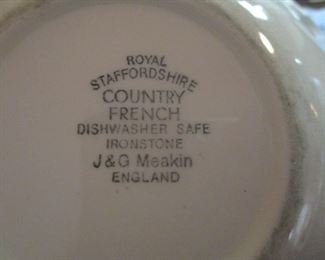 ROYAL
STAFFORDSHIRE
COUNTRY
FRENCH
DISHWASHER SAFE
IRONSTONE
J&G Meakin
ENGLAND